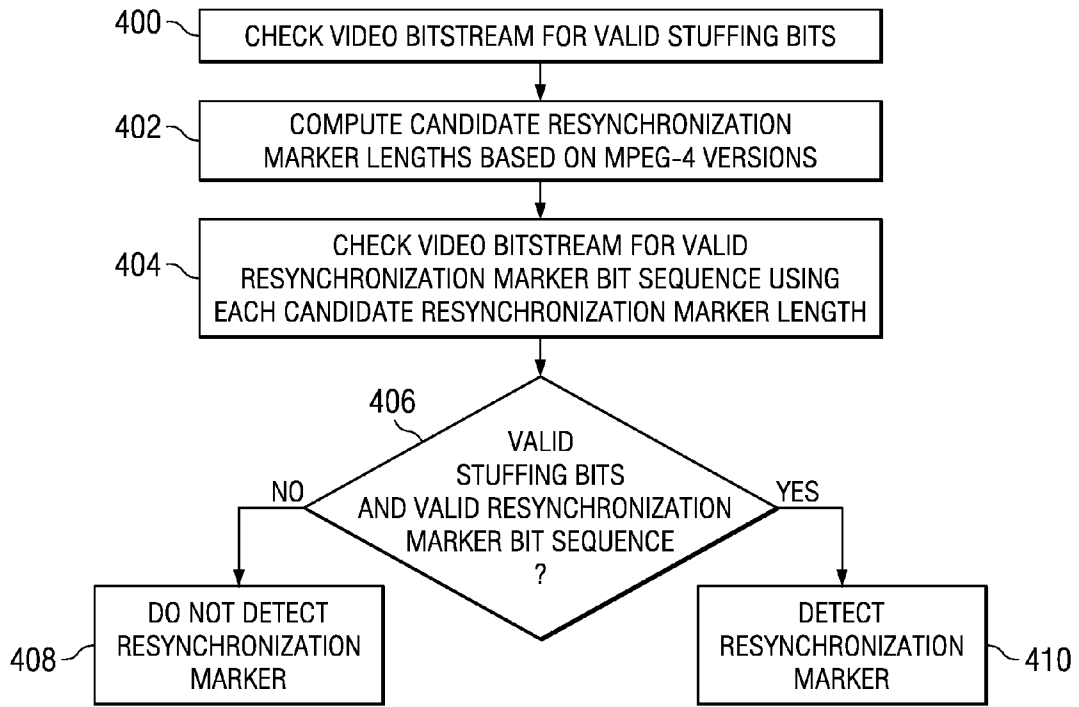 400
CHECK VIDEO BITSTREAM FOR VALID STUFFING BITS
402
COMPUTE CANDIDATE RESYNCHRONIZATION
MARKER LENGTHS BASED ON MPEG-4 VERSIONS
404
CHECK VIDEO BITSTREAM FOR VALID
RESYNCHRONIZATION MARKER BIT SEQUENCE USING
EACH CANDIDATE RESYNCHRONIZATION MARKER LENGTH
406
VALID
STUFFING BITS
AND VALID RESYNCHRONIZATION
MARKER BIT SEQUENCE
?
NO
YES
408
DO NOT DETECT
RESYNCHRONIZATION
MARKER
DETECT
RESYNCHRONIZATION
MARKER
410